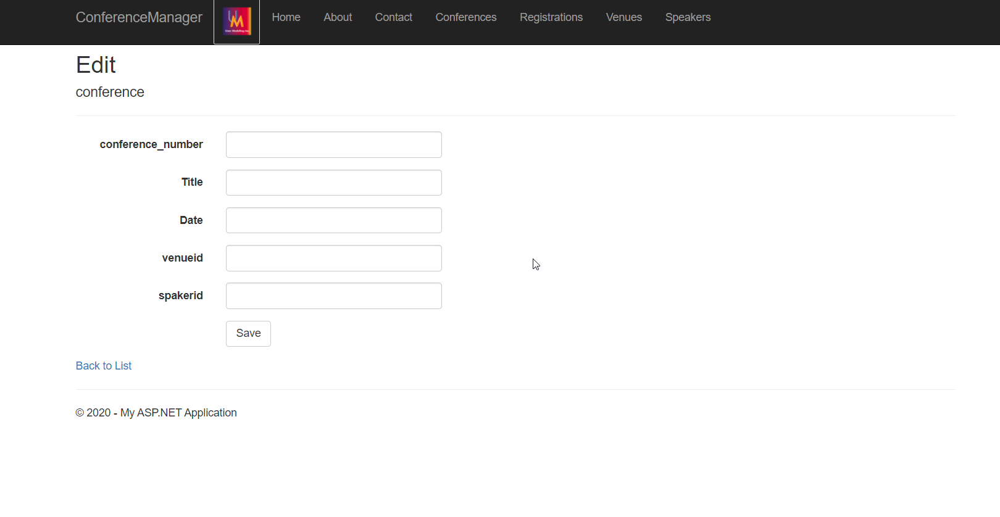 ConferenceManager Home About Contact Conferences Registrations Venues Speakers
Edit
conference
conference_number
Title
Date
venueid
spakerid
Save
Back to List
© 2020 - My ASP.NET Application